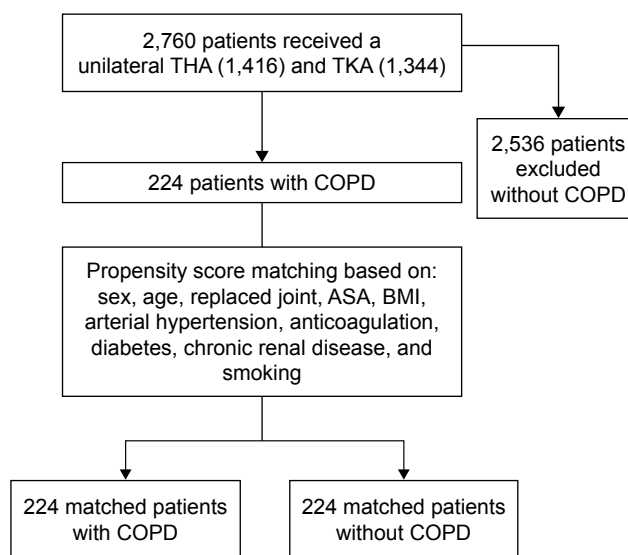 2,760 patients received a
unilateral THA (1,416) and TKA (1,344)
2,536 patients
excluded
without COPD
224 patients with COPD
Propensity score matching based on:
sex, age, replaced joint, ASA, BMI,
arterial hypertension, anticoagulation,
diabetes, chronic renal disease, and
smoking
224 matched patients
with COPD
224 matched patients
without COPD